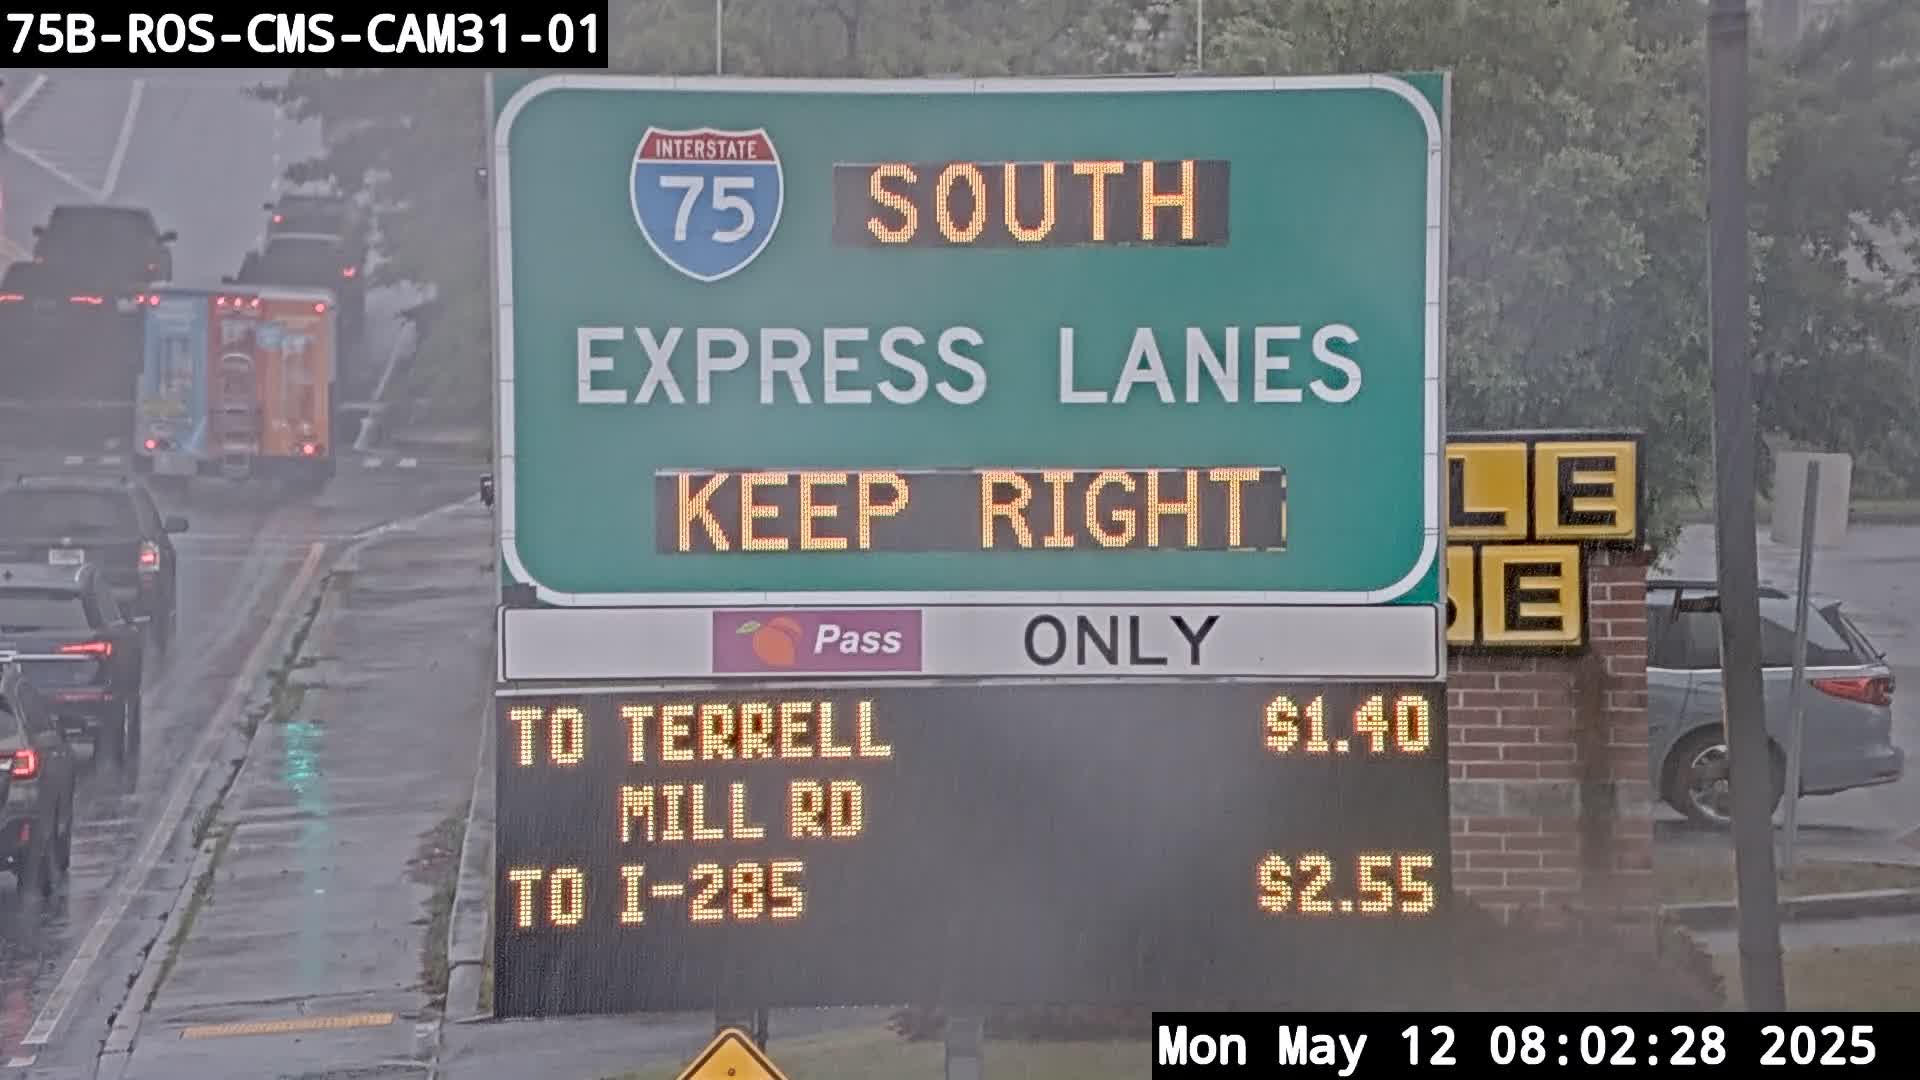 75B-ROS-CMS-CAM31-01
INTERSTATE
75
SOUTH
EXPRESS LANES
KEEP RIGHT
Pass ONLY
TO TERRELL $1.40
MILL RD
TO I-285 $2.55
LE
E
Mon May 12 08:02:28 2025